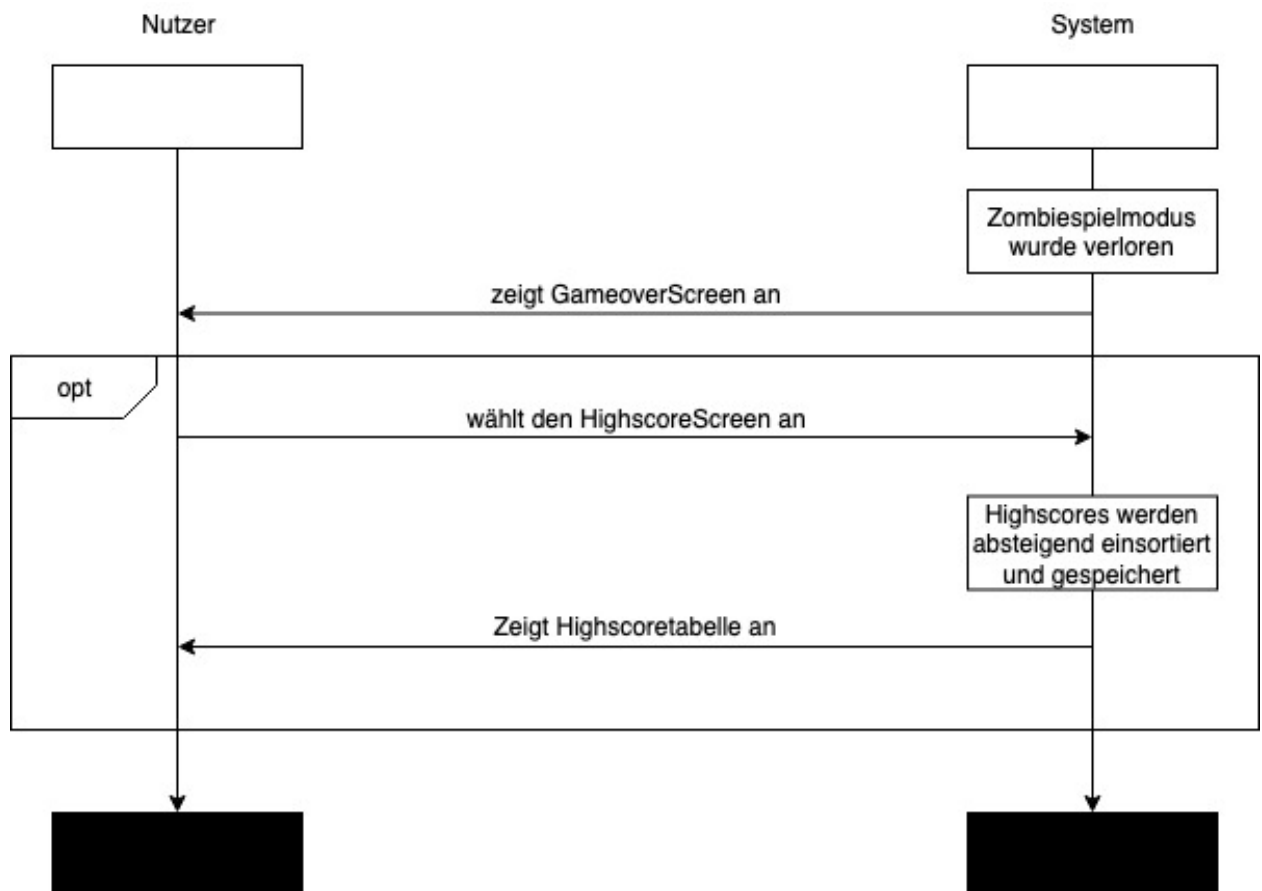 Nutzer
System
Zombiespielmodus
wurde verloren
zeigt GameoverScreen an
opt
wählt den HighscoreScreen an
Highscores werden
absteigend einsortiert
und gespeichert
Zeigt Highscoretabelle an